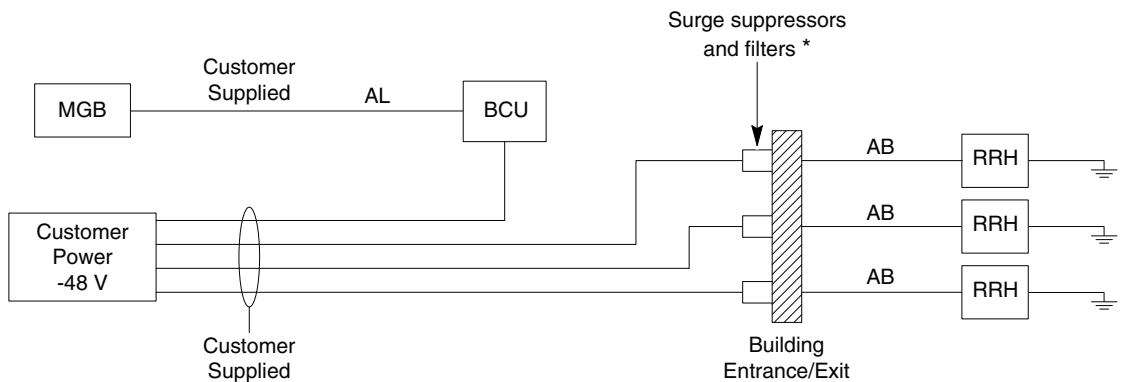 Surge suppressors
and filters *
Customer
Supplied
MGB
AL
BCU
AB
RRH
Customer
Power
-48 V
AB
RRH
AB
RRH
Customer
Supplied
Building
Entrance/Exit